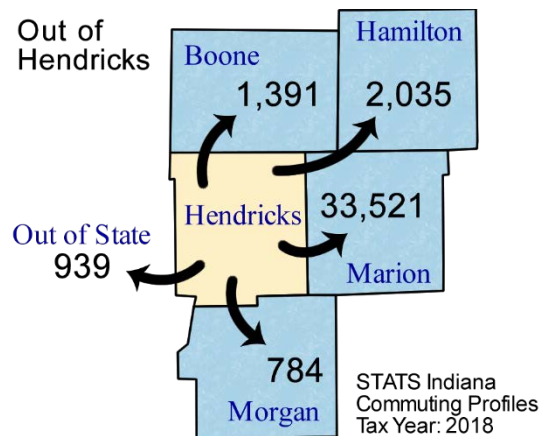 Out of
Hendricks
Boone
1,391
Hamilton
2,035
Hendricks
33,521
Marion
Out of State
939
784
Morgan
STATS Indiana
Commuting Profiles
Tax Year: 2018